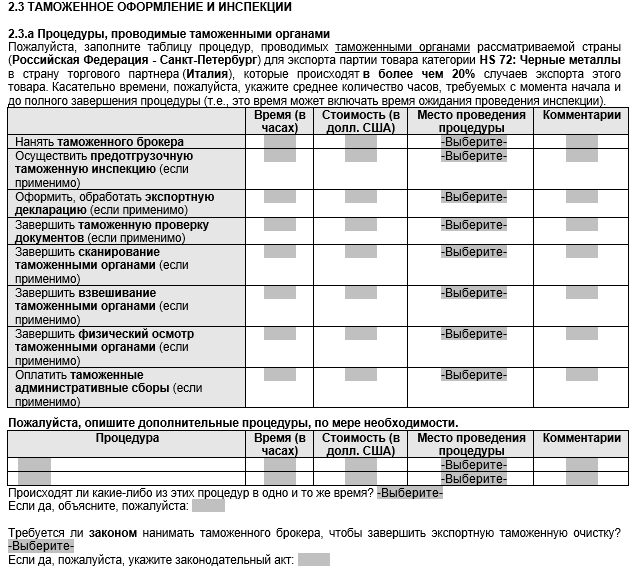 2.3 ТАМОЖЕННОЕ ОФОРМЛЕНИЕ И ИНСПЕКЦИИ
2.3.а Процедуры, проводимые таможенными органами
Пожалуйста, заполните таблицу процедур, проводимых таможенными органами рассматриваемой страны
(Российская Федерация - Санкт-Петербург) для экспорта партии товара категории HS 72: Черные металлы
в страну торгового партнера (Италия), которые происходят в более чем 20% случаев экспорта этого
товара. Касательно времени, пожалуйста, укажите среднее количество часов, требуемых с момента начала и
до полного завершения процедуры (т.е., это время может включать время ожидания проведения инспекции).
Время (в часах) Стоимость (в долл. США) Место проведения процедуры Комментарии
Нанять таможенного брокера -Выберите-
Осуществить предотгрузочную -Выберите-
таможенную инспекцию (если
применимо)
Оформить, обработать экспортную -Выберите-
декларацию (если применимо)
Завершить таможенную проверку -Выберите-
документов (если применимо)
Завершить сканирование -Выберите-
таможенными органами (если
применимо)
Завершить взвешивание -Выберите-
таможенными органами (если
применимо)
Завершить физический осмотр -Выберите-
таможенными органами (если
применимо)
Оплатить таможенные -Выберите-
административные сборы (если
применимо)
Пожалуйста, опишите дополнительные процедуры, по мере необходимости.
Процедура Время (в часах) Стоимость (в долл. США) Место проведения процедуры Комментарии
-Выберите-
-Выберите-
Происходят ли какие-либо из этих процедур в одно и то же время? -Выберите-
Если да, объясните, пожалуйста:
Требуется ли законом нанимать таможенного брокера, чтобы завершить экспортную таможенную очистку?
-Выберите-
Если да, пожалуйста, укажите законодательный акт: